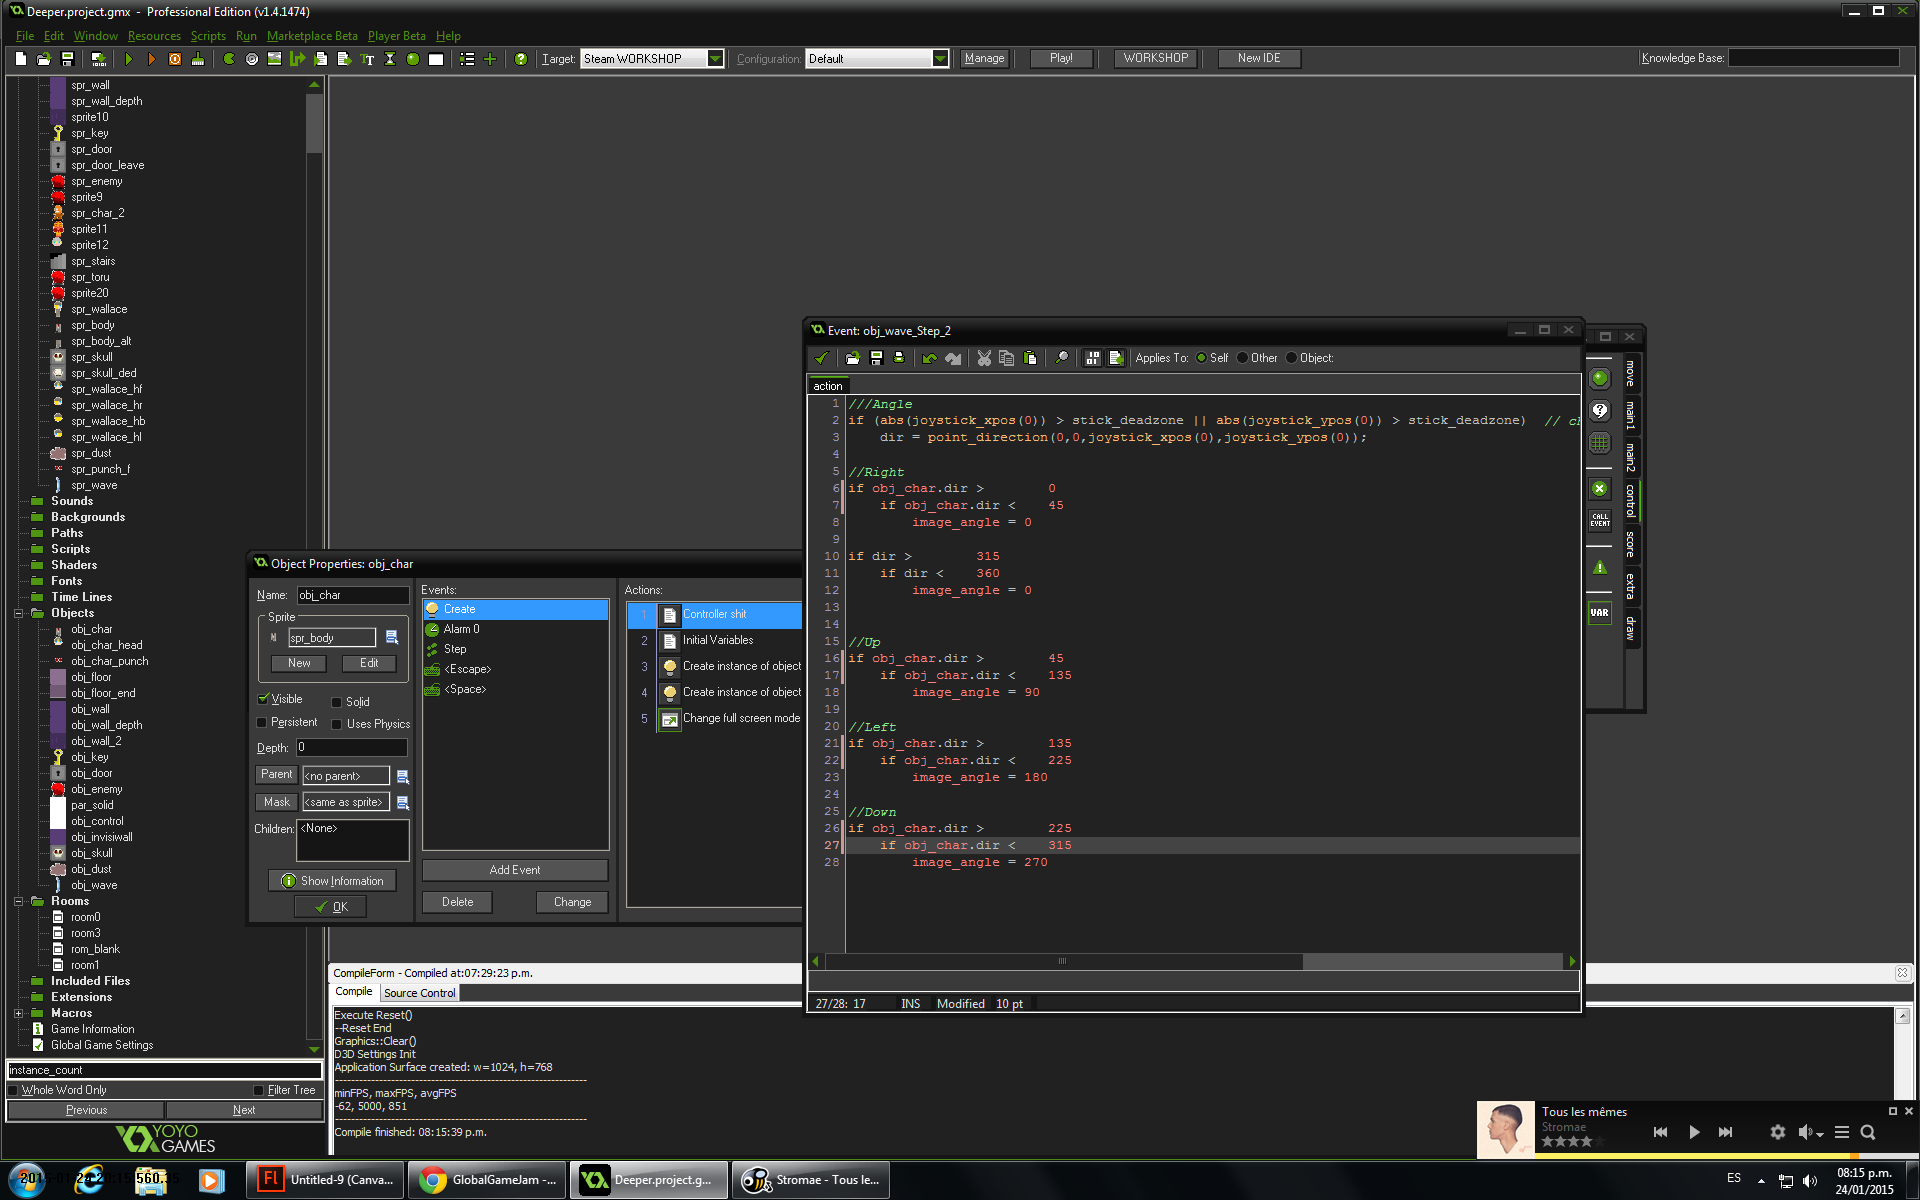 Deeper.project.gmx - Professional Edition (v1.4.1474)
File Edit Window Resources Scripts Run Marketplace Beta Player Beta Help
Target: Steam WORKSHOP Configuration: Default Manage Play! WORKSHOP New IDE Knowledge Base:
spr_wall
spr_wall_depth
sprite10
spr_key
spr_door
spr_door_leave
spr_enemy
sprite9
spr_char_2
sprite11
sprite12
spr_stairs
spr_toru
sprite20
spr_wallace
spr_body
spr_body_alt
spr_skull
spr_skull_ded
spr_wallace_hf
spr_wallace_hr
spr_wallace_hb
spr_wallace_hl
spr_dust
spr_punch_f
spr_wave
Sounds
Backgrounds
Paths
Scripts
Shaders
Fonts
Time Lines
Objects
obj_char
obj_char_head
obj_char_punch
obj_floor
obj_floor_end
obj_wall
obj_wall_depth
obj_wall_2
obj_key
obj_door
obj_enemy
par_solid
obj_control
obj_invisiwall
obj_skull
obj_dust
obj_wave
Rooms
room0
room3
rom_blank
room1
Included Files
Extensions
Macros
Game Information
Global Game Settings
instance_count
Whole Word Only Filter Tree
Previous Next
YOYO
GAMES
Object Properties: obj_char
Name: obj_char
Sprite
spr_body
New Edit
Visible Solid
Persistent Uses Physics
Depth: 0
Parent <no parent>
Mask <same as sprite>
Children: <None>
Show Information
OK
Events:
Create
Alarm 0
Step
<Escape>
<Space>
Add Event
Delete Change
Actions:
1 Controller shit
2 Initial Variables
3 Create instance of object
4 Create instance of object
5 Change full screen mode
Event: obj_wave_Step_2
Applies To: Self Other Object:
action
1 ///Angle
2 if (abs(joystick_xpos(0)) > stick_deadzone || abs(joystick_ypos(0)) > stick_deadzone) //
3 dir = point_direction(0,0,joystick_xpos(0),joystick_ypos(0));
4
5 //Right
6 if obj_char.dir > 0
7 if obj_char.dir < 45
8 image_angle = 0
9
10 if dir > 315
11 if dir < 360
12 image_angle = 0
13
14
15 //Up
16 if obj_char.dir > 45
17 if obj_char.dir < 135
18 image_angle = 90
19
20 //Left
21 if obj_char.dir > 135
22 if obj_char.dir < 225
23 image_angle = 180
24
25 //Down
26 if obj_char.dir > 225
27 if obj_char.dir < 315
28 image_angle = 270
27/28: 17 INS Modified 10 pt
move
main1
main2
control
score
extra
draw
CALL
EVENT
VAR
CompileForm - Compiled at:07:29:23 p.m.
Compile Source Control
Execute Reset()
--Reset End
Graphics::Clear()
D3D Settings Init
Application Surface created: w=1024, h=768
minFPS, maxFPS, avgFPS
-62, 5000, 851
Compile finished: 08:15:39 p.m.
Tous les mêmes
Stromae
Untitled-9 (Canva...
GlobalGameJam -...
Deeper.project.g...
Stromae - Tous le...
ES
08:15 p.m.
24/01/2015